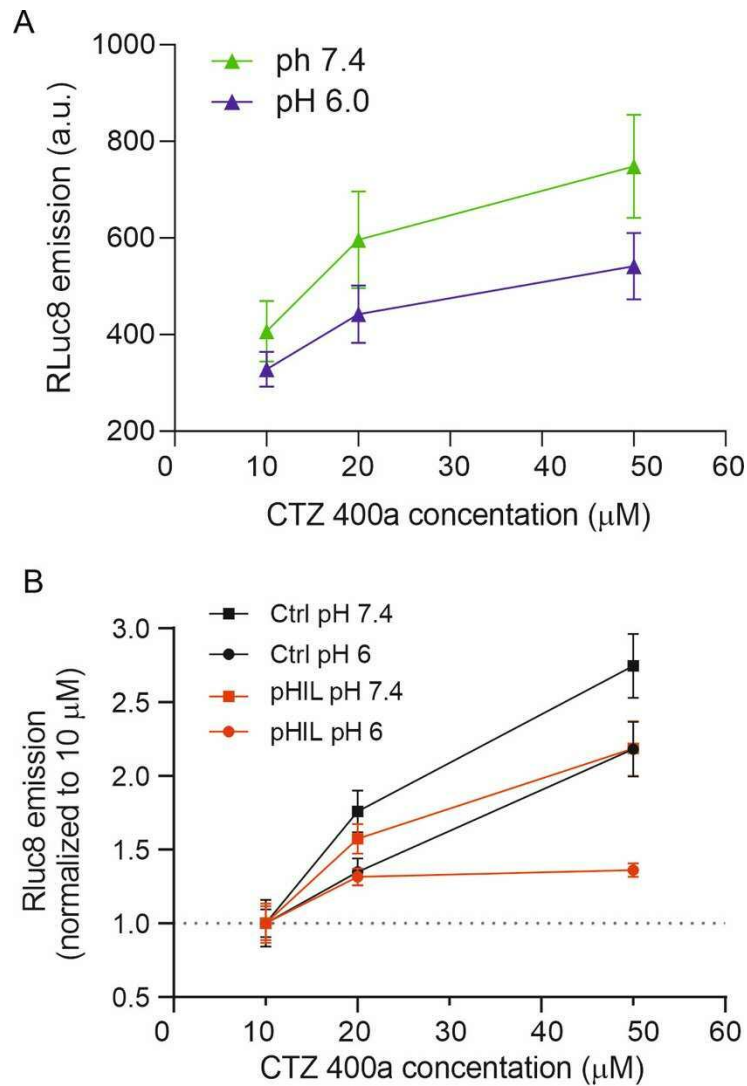 A
1000
800
600
400
200
RLuc8 emission (a.u.)
ph 7.4
pH 6.0
0
10
20
30
40
50
60
CTZ 400a concentation (μM)
B
3.0
2.5
2.0
1.5
1.0
0.5
Rluc8 emission
(normalized to 10 μM)
Ctrl pH 7.4
Ctrl pH 6
pHIL pH 7.4
pHIL pH 6
0
10
20
30
40
50
60
CTZ 400a concentation (μM)